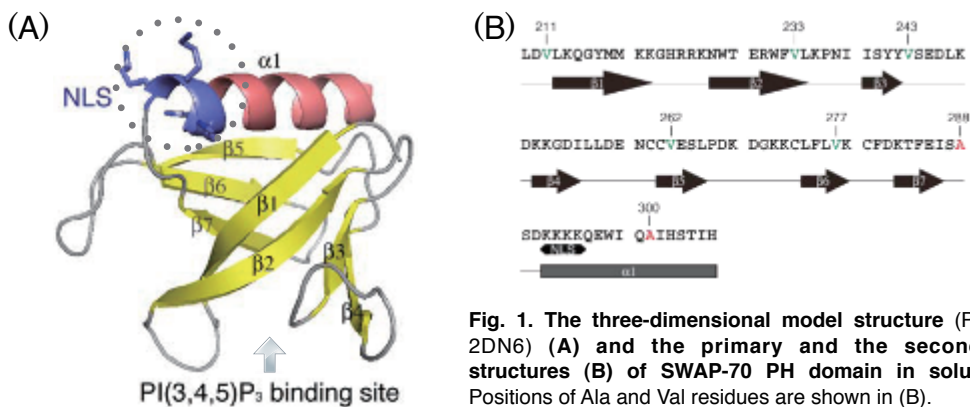 (A)
α1
NLS
β5
β6
β1
β7
β2
β3
β4
PI(3,4,5)P₃ binding site
(B)
211 233 243
LDVLKQGYMM KKGHRRKNWT ERWFVLKPNI ISYYVSEDLK
β1 β2 β3
262 277 288
DKKGDILLDE NCCVESLPDK DGKKCLFLVK CFDKTFEISA
β4 β5 β6 β7
300
SDKKKKQEWI QAIHSTIH
NLS
α1
Fig. 1. The three-dimensional model structure
2DN6) (A) and the primary and the
structures (B) of SWAP-70 PH domain in
Positions of Ala and Val residues are shown in (B).